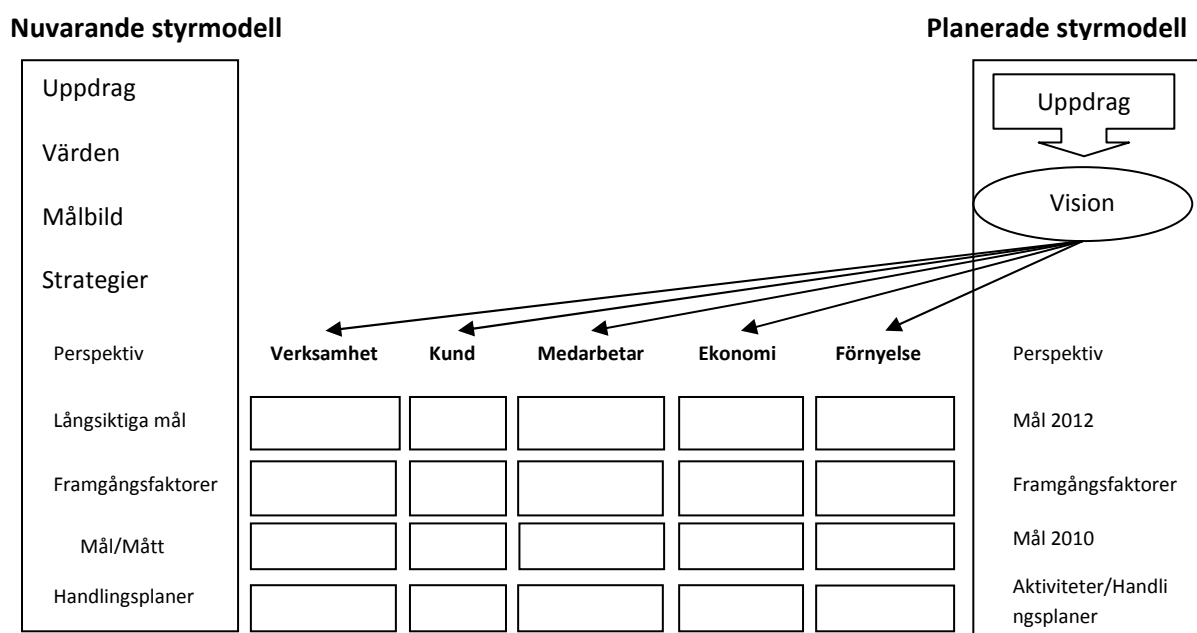 Nuvarande styrmodell
Planerade styrmodell
Uppdrag
Värden
Målbild
Strategier
Uppdrag
Vision
Perspektiv
Verksamhet
Kund
Medarbetar
Ekonomi
Förnyelse
Perspektiv
Långsiktiga mål
Mål 2012
Framgångsfaktorer
Framgångsfaktorer
Mål/Mått
Mål 2010
Handlingsplaner
Aktiviteter/Handli
ngsplaner